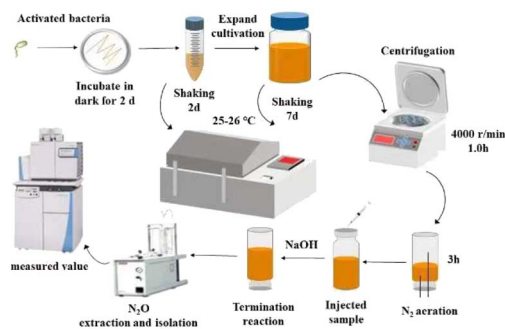 Activated bacteria
Expand
cultivation
Centrifugation
Incubate in
dark for 2 d
Shaking
2d
Shaking
7d
25-26 °C
4000 r/min
1.0h
NaOH
3h
measured value
N₂O
extraction and isolation
Termination
reaction
Injected
sample
N₂ aeration